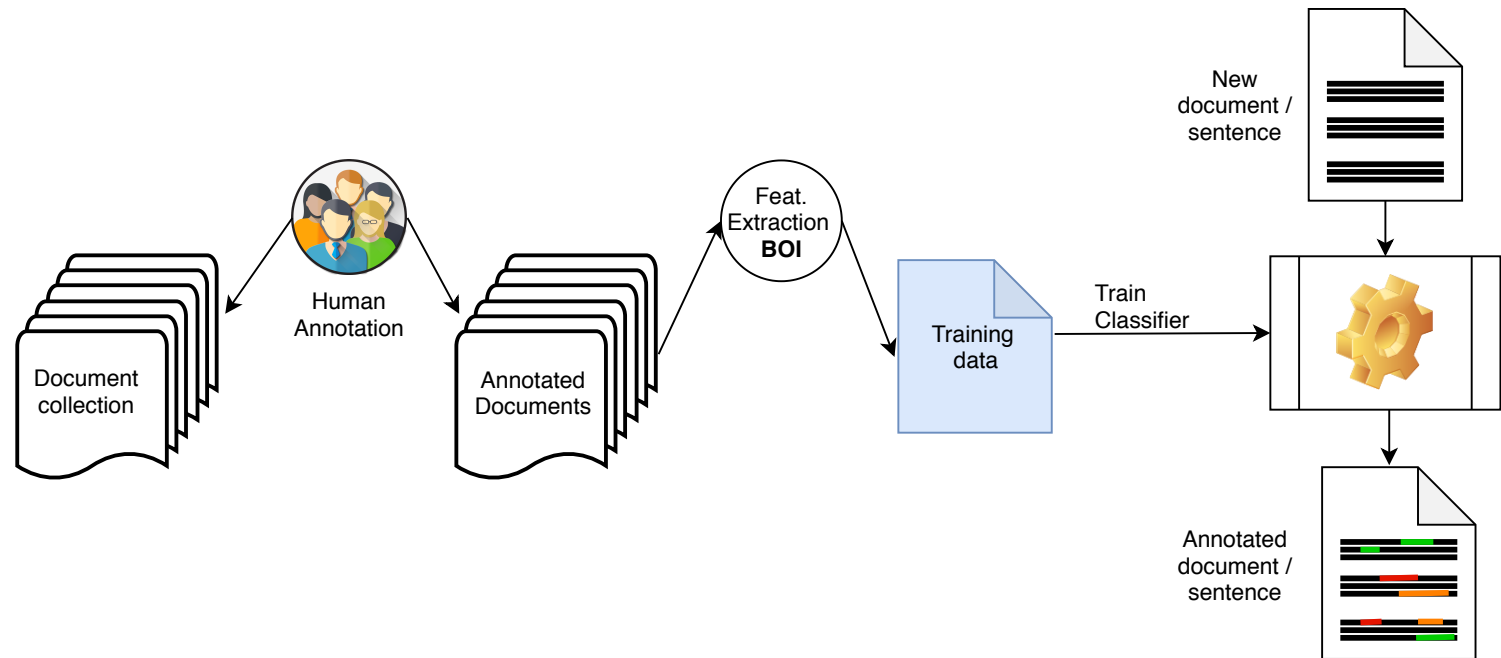 Document
collection
Human
Annotation
Annotated
Documents
Feat.
Extraction
BOI
Training
data
Train
Classifier
New
document /
sentence
Annotated
document /
sentence